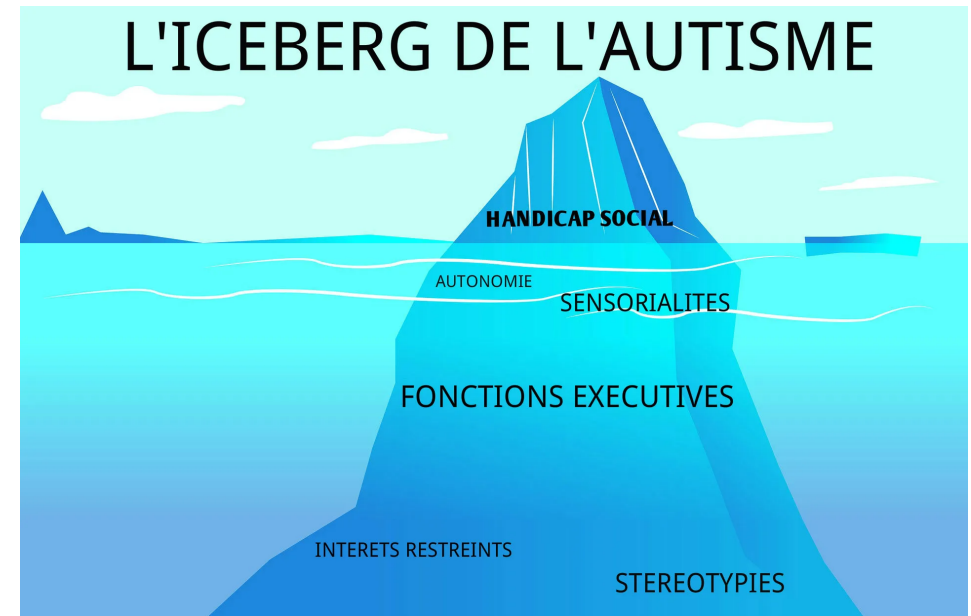 L'ICEBERG DE L'AUTISME
HANDICAP SOCIAL
AUTONOMIE
SENSORIALITES
FONCTIONS EXECUTIVES
INTERETS RESTREINTS
STEREOTYPIES